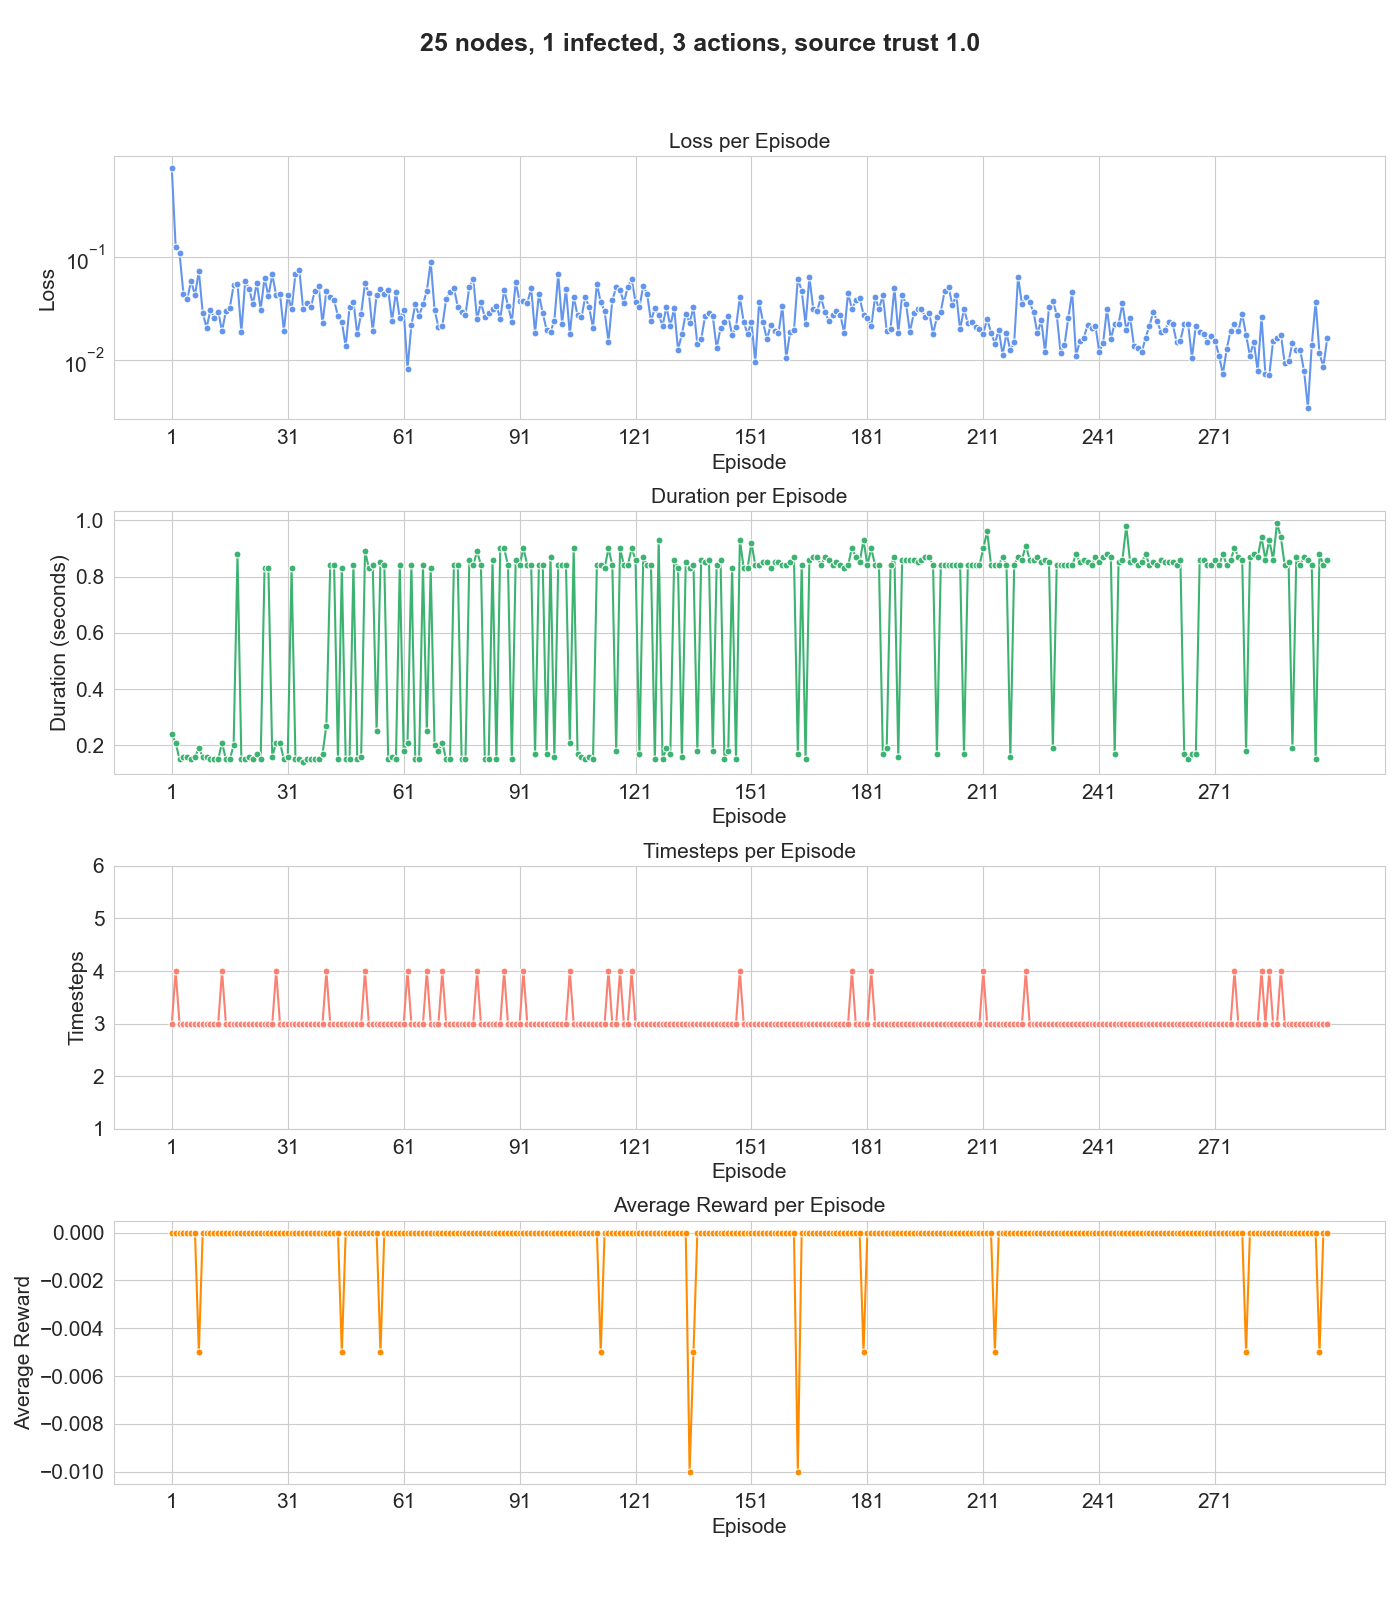 25 nodes, 1 infected, 3 actions, source trust 1.0
Loss per Episode
Loss
10⁻¹
10⁻²
1 31 61 91 121 151 181 211 241 271
Episode
Duration per Episode
Duration (seconds)
1.0
0.8
0.6
0.4
0.2
1 31 61 91 121 151 181 211 241 271
Episode
Timesteps per Episode
Timesteps
6
5
4
3
2
1
1 31 61 91 121 151 181 211 241 271
Episode
Average Reward per Episode
Average Reward
0.000
−0.002
−0.004
−0.006
−0.008
−0.010
1 31 61 91 121 151 181 211 241 271
Episode